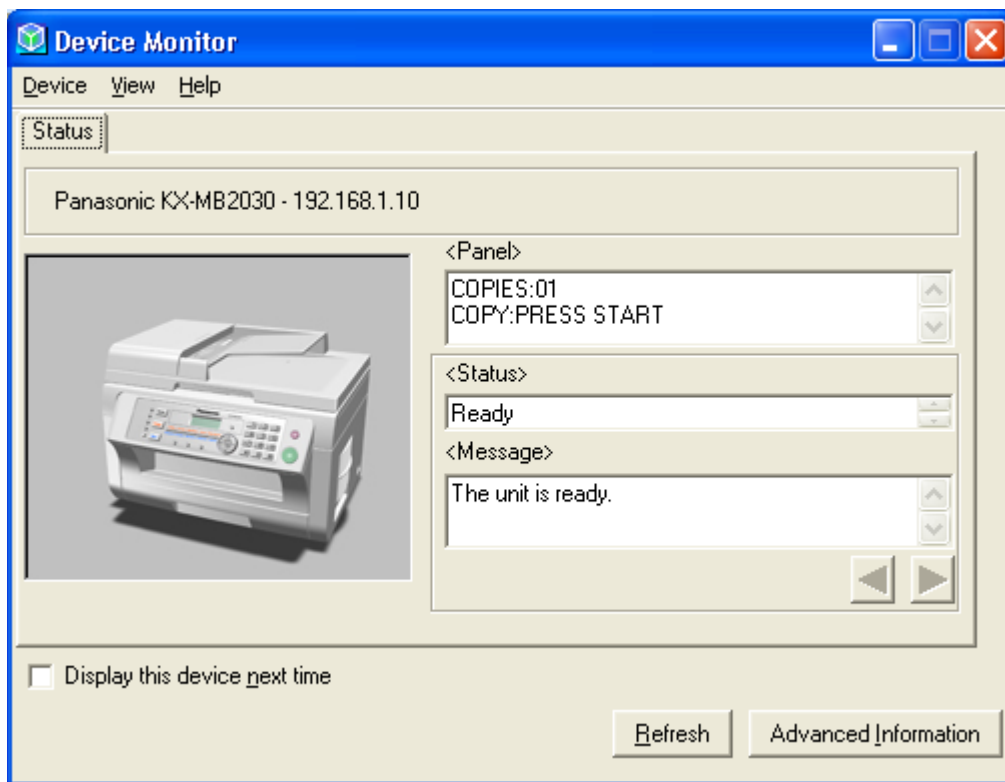 Device Monitor
Device View Help
Status
Panasonic KX-MB2030 - 192.168.1.10
<Panel>
COPIES:01
COPY:PRESS START
<Status>
Ready
<Message>
The unit is ready.
Display this device next time
Refresh Advanced Information